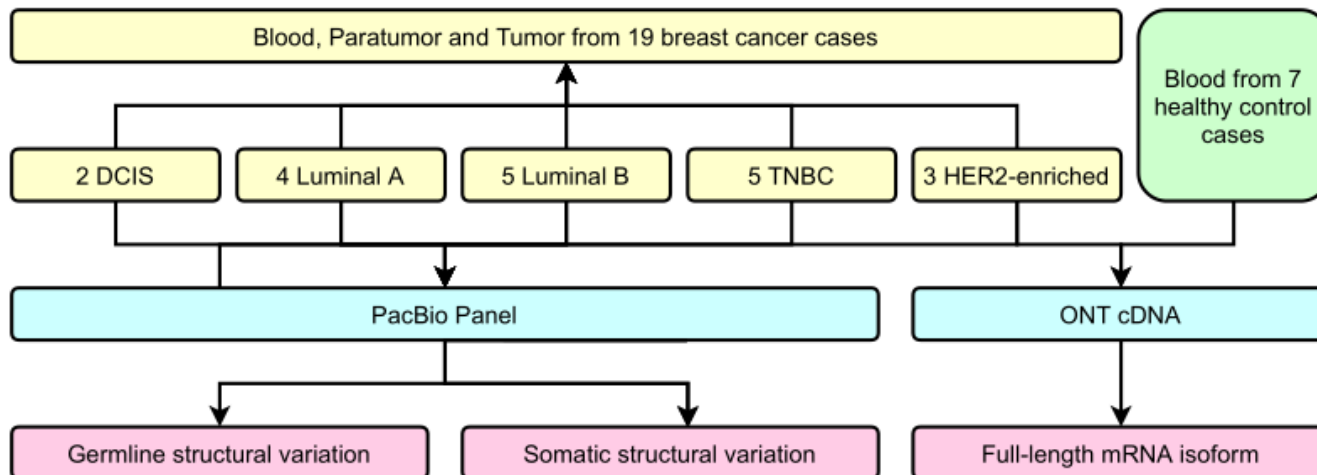 Blood, Paratumor and Tumor from 19 breast cancer cases
Blood from 7
healthy control
cases
2 DCIS
4 Luminal A
5 Luminal B
5 TNBC
3 HER2-enriched
PacBio Panel
ONT cDNA
Germline structural variation
Somatic structural variation
Full-length mRNA isoform